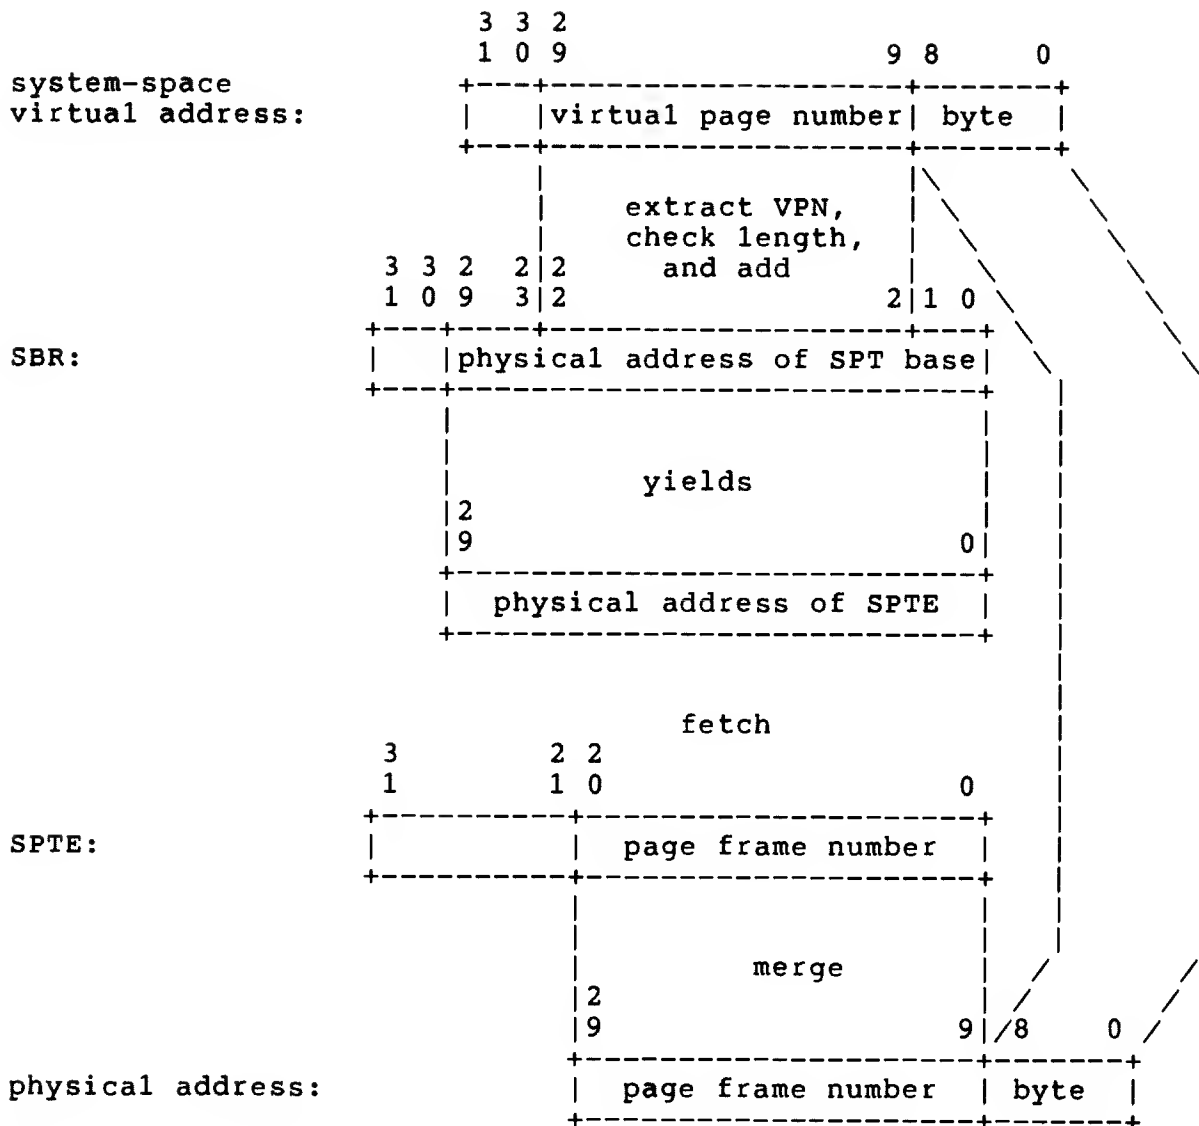 3 3 2
1 0 9 9 8 0
system-space
virtual address: | |virtual page number| byte |
extract VPN,
check length,
3 3 2 2 2 and add
1 0 9 3 2 2 1 0
SBR: | |physical address of SPT base|
yields
2
9 0
physical address of SPTE
fetch
3 2 2
1 1 0 0
SPTE: | | page frame number |
merge
2
9 9 8 0
physical address: | page frame number | byte |